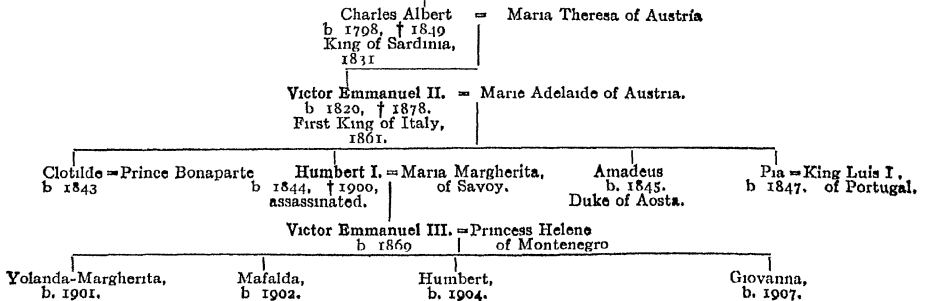 Charles Albert = Maria Theresa of Austria
b 1798, † 1849
King of Sardinia,
1831
Victor Emmanuel II. = Marie Adelaide of Austria.
b 1820, † 1878.
First King of Italy,
1861.
Clotilde = Prince Bonaparte Humbert I. = Maria Margherita, Amadeus Pia = King Luis I,
b 1843 b 1844, † 1900, of Savoy. b. 1845. b 1847. of Portugal.
assassinated. Duke of Aosta.
Victor Emmanuel III. = Princess Helene
b 1869 of Montenegro
Yolanda-Margherita, Mafalda, Humbert, Giovanna,
b. 1901. b 1902. b. 1904. b. 1907.